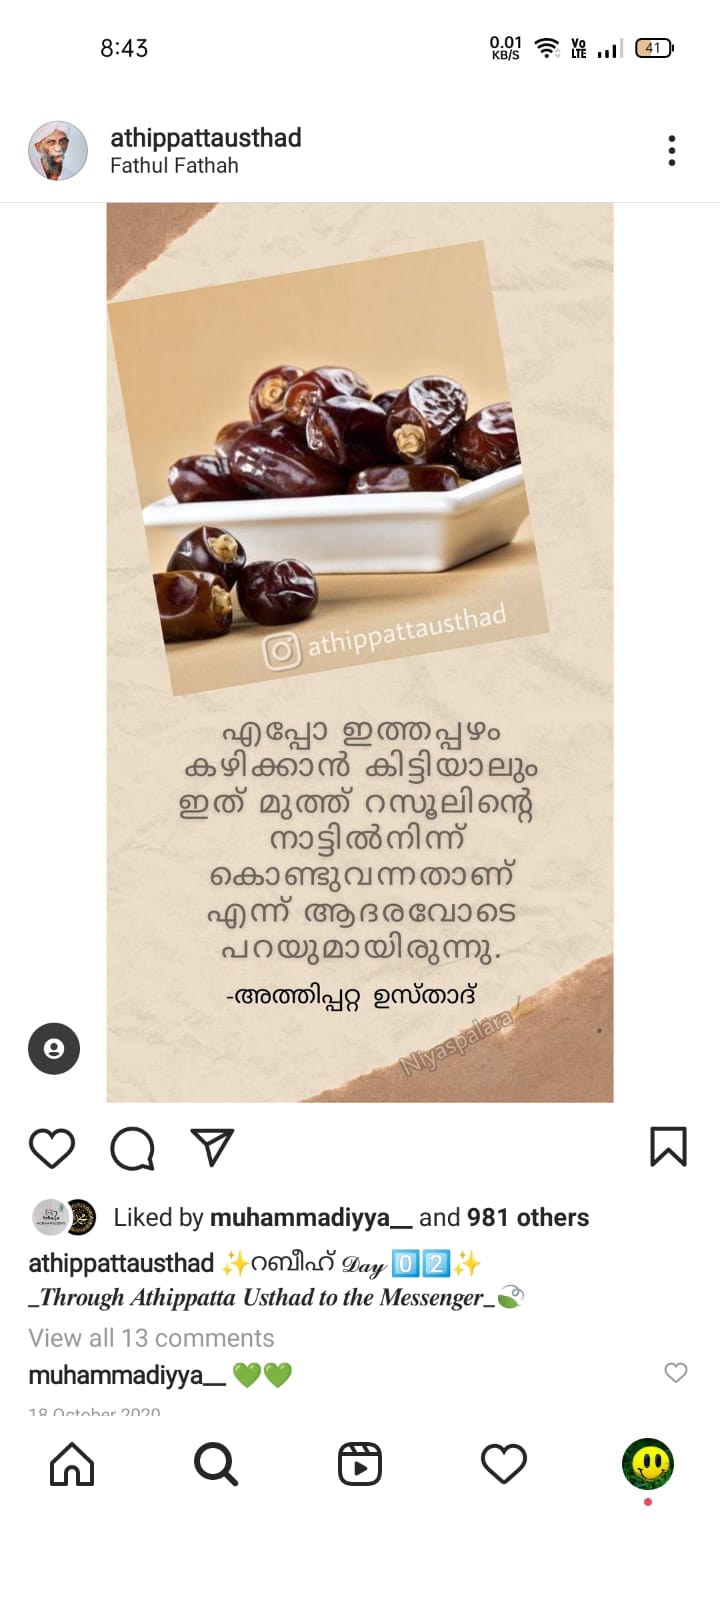 8:43
0.01 KB/S
Vo LTE
41
athippattausthad
Fathul Fathah
athippattausthad
എപ്പോ ഇത്തപ്പഴം
കഴിക്കാൻ കിട്ടിയാലും
ഇത് മുത്ത് റസൂലിന്റെ
നാട്ടിൽനിന്ന്
കൊണ്ടുവന്നതാണ്
എന്ന് ആദരവോടെ
പറയുമായിരുന്നു.
-അത്തിപ്പറ്റ ഉസ്താദ്
Niyaspalara
Liked by muhammadiyya__ and 981 others
athippattausthad ✨റബീഹ് 𝒟𝒶𝓎 0️⃣2️⃣✨
_Through Athippatta Usthad to the Messenger_🍃
View all 13 comments
muhammadiyya__ 💚💚
18 October 2020